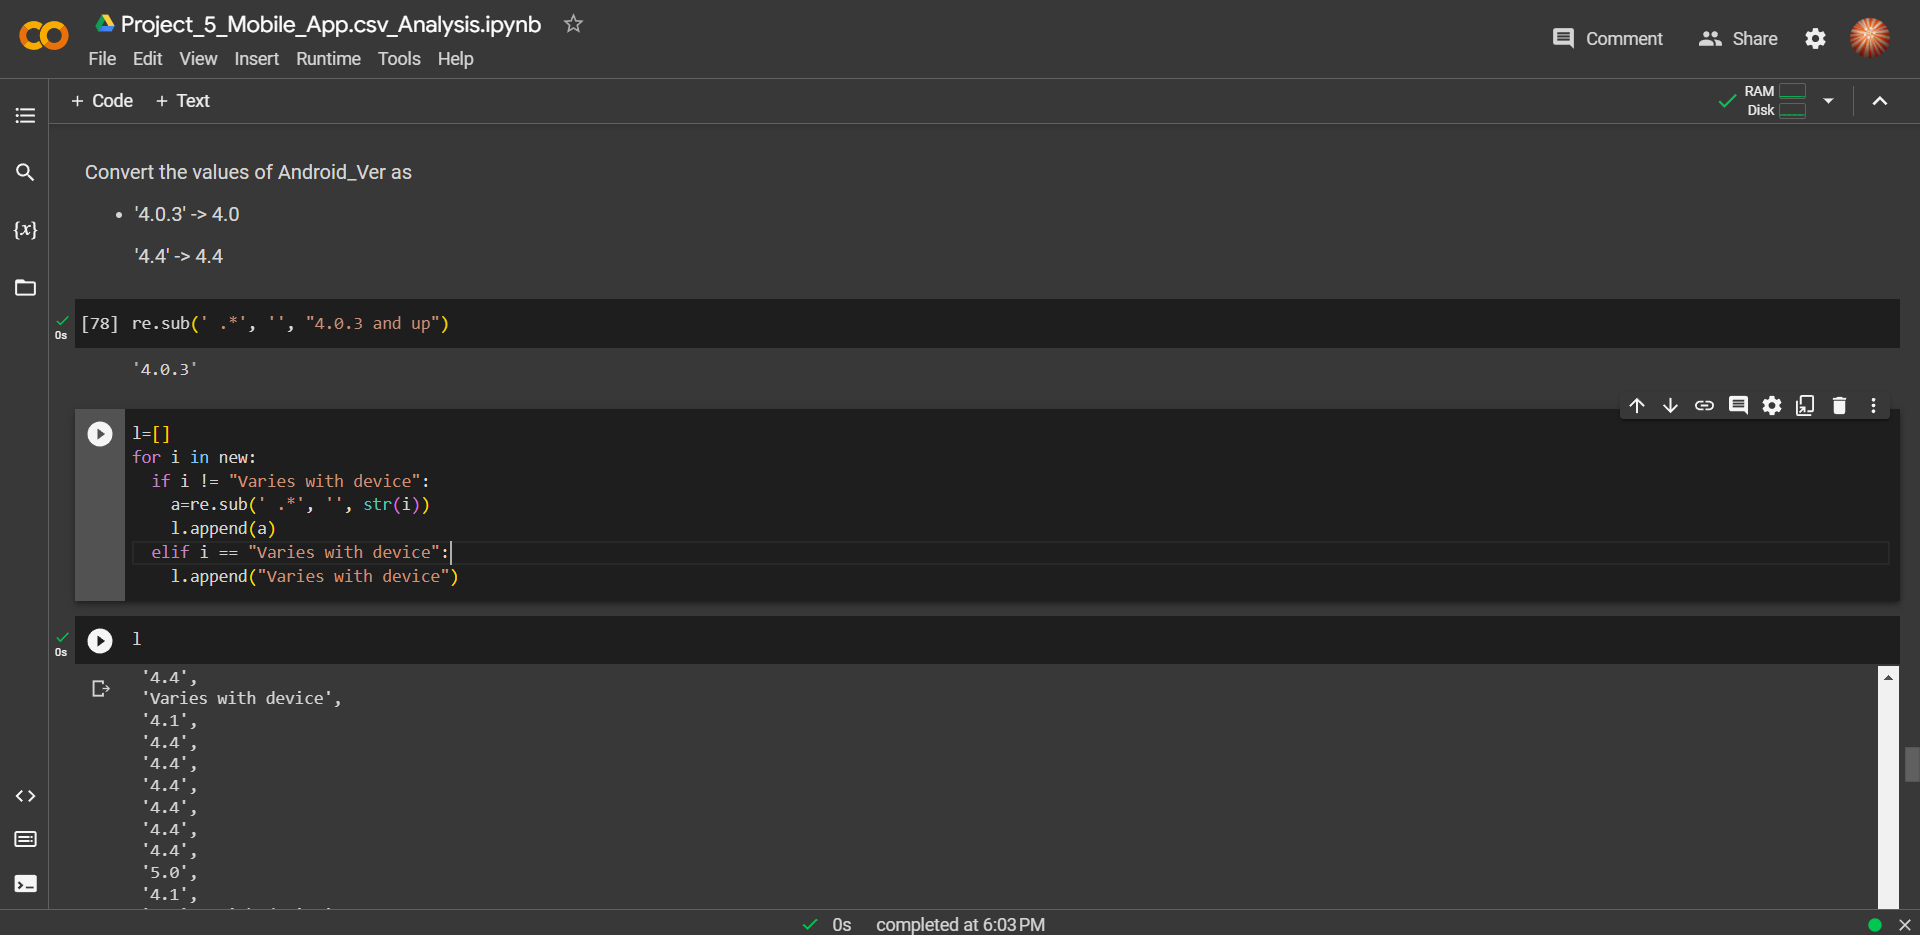 Project_5_Mobile_App.csv_Analysis.ipynb
File Edit View Insert Runtime Tools Help
Comment
Share
+ Code + Text
RAM
Disk
Convert the values of Android_Ver as
• '4.0.3' -> 4.0
'4.4' -> 4.4
0s
[78] re.sub(' .*', '', "4.0.3 and up")
'4.0.3'
l=[]
for i in new:
  if i != "Varies with device":
    a=re.sub(' .*', '', str(i))
    l.append(a)
  elif i == "Varies with device":
    l.append("Varies with device")
0s
l
'4.4',
'Varies with device',
'4.1',
'4.4',
'4.4',
'4.4',
'4.4',
'4.4',
'4.4',
'5.0',
'4.1',
0s completed at 6:03 PM